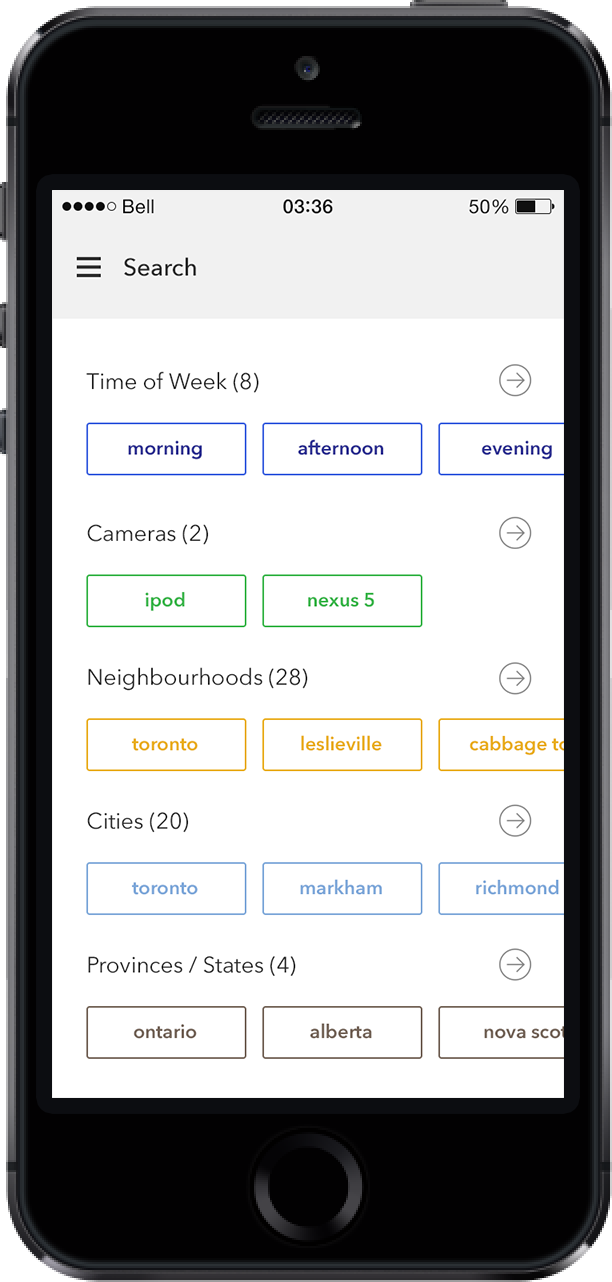 Bell 03:36 50%
Search
Time of Week (8)
morning afternoon evening
Cameras (2)
ipod nexus 5
Neighbourhoods (28)
toronto leslieville cabbage to
Cities (20)
toronto markham richmond
Provinces / States (4)
ontario alberta nova scot